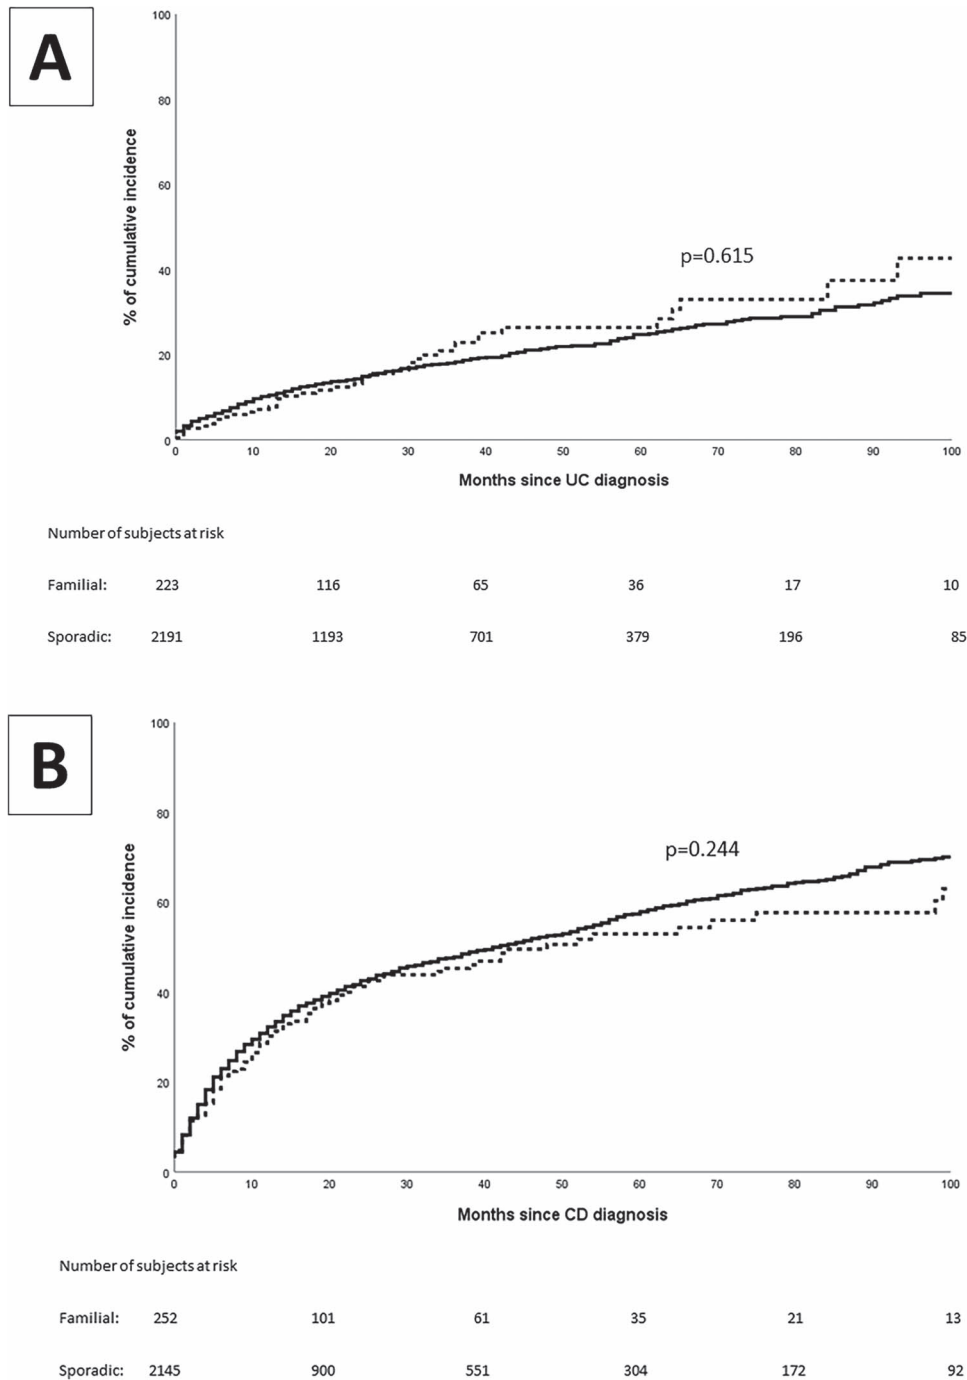 A
100
80
60
40
20
0
% of cumulative incidence
p=0.615
0 10 20 30 40 50 60 70 80 90 100
Months since UC diagnosis
Number of subjects at risk
Familial: 223 116 65 36 17 10
Sporadic: 2191 1193 701 379 196 85
B
100
80
60
40
20
0
% of cumulative incidence
p=0.244
0 10 20 30 40 50 60 70 80 90 100
Months since CD diagnosis
Number of subjects at risk
Familial: 252 101 61 35 21 13
Sporadic: 2145 900 551 304 172 92